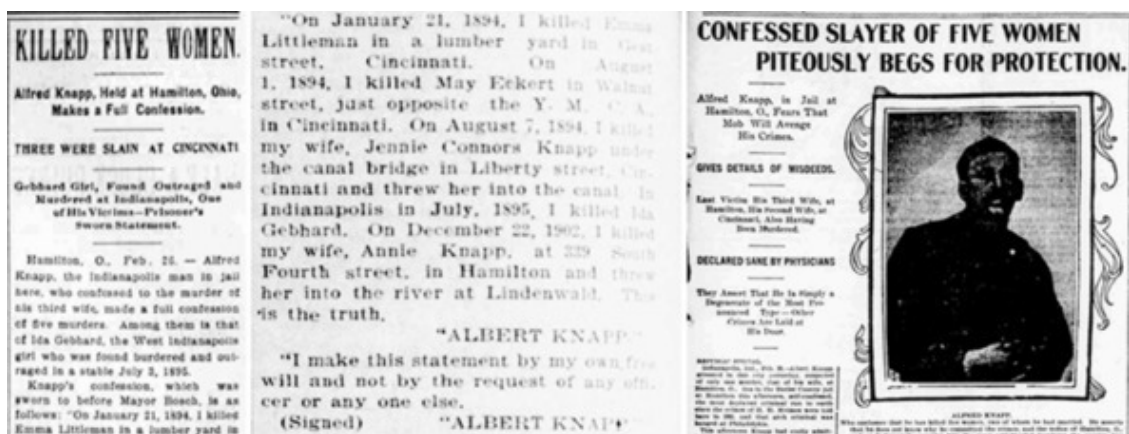 KILLED FIVE WOMEN.
Alfred Knapp, Held at Hamilton, Ohio,
Makes a Full Confession.
THREE WERE SLAIN AT CINCINNATI
Gebhard Girl, Found Outraged and
Murdered at Indianapolis, One
of His Victims—Prisoner's
Sworn Statement.
Hamilton, O., Feb. 26. — Alfred
Knapp, the Indianapolis man in jail
here, who confessed to the murder of
his third wife, made a full confession
of five murders. Among them is that
of Ida Gebhard, the West Indianapolis
girl who was found burdered and out-
raged in a stable July 3, 1895.
Knapp's confession, which was
sworn to before Mayor Bosch, is as
follows: "On January 21, 1894, I killed
Emma Littleman in a lumber yard in
"On January 21, 1894, I killed Emma
Littleman in a lumber yard in
street, Cincinnati. On August
1, 1894, I killed May Eckert in Walnut
street, just opposite the Y. M. C. A.
in Cincinnati. On August 7, 1894, I killed
my wife, Jennie Connors Knapp under
the canal bridge in Liberty street, Cin-
cinnati and threw her into the canal. In
Indianapolis in July, 1895, I killed Ida
Gebhard. On December 22, 1902, I killed
my wife, Annie Knapp, at 339 South
Fourth street, in Hamilton and threw
her into the river at Lindenwald. This
is the truth.
"ALBERT KNAPP."
"I make this statement by my own free
will and not by the request of any offi-
cer or any one else.
(Signed) "ALBERT KNAPP"
CONFESSED SLAYER OF FIVE WOMEN
PITEOUSLY BEGS FOR PROTECTION.
Alfred Knapp, in Jail at
Hamilton, O., Fears That
Mob Will Avenge
His Crimes.
GIVES DETAILS OF MISDEEDS.
Last Victim His Third Wife, at
Hamilton, His Second Wife, at
Cincinnati, Also Having
Been Murdered.
DECLARED SANE BY PHYSICIANS
They Assert That He Is Simply a
Degenerate of the Most Pro-
nounced Type—Other
Crimes Are Laid at
His Door.
REPUBLIC SPECIAL.
ALFRED KNAPP.